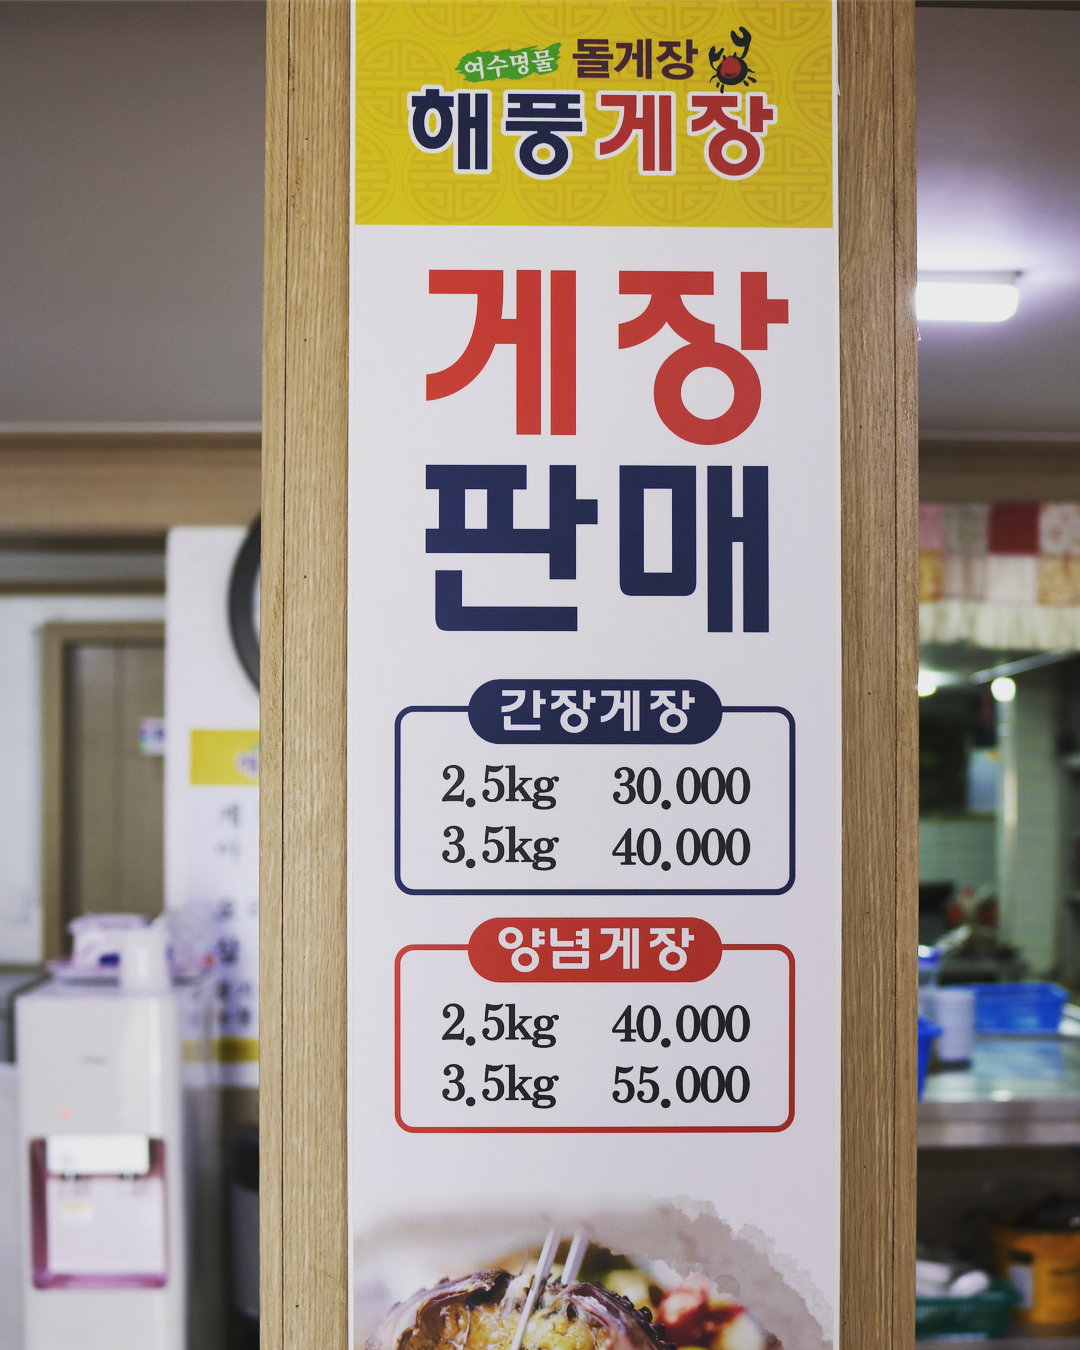 여수명물 돌게장
해풍게장
게장
판매
간장게장
2.5kg 30.000
3.5kg 40.000
양념게장
2.5kg 40.000
3.5kg 55.000